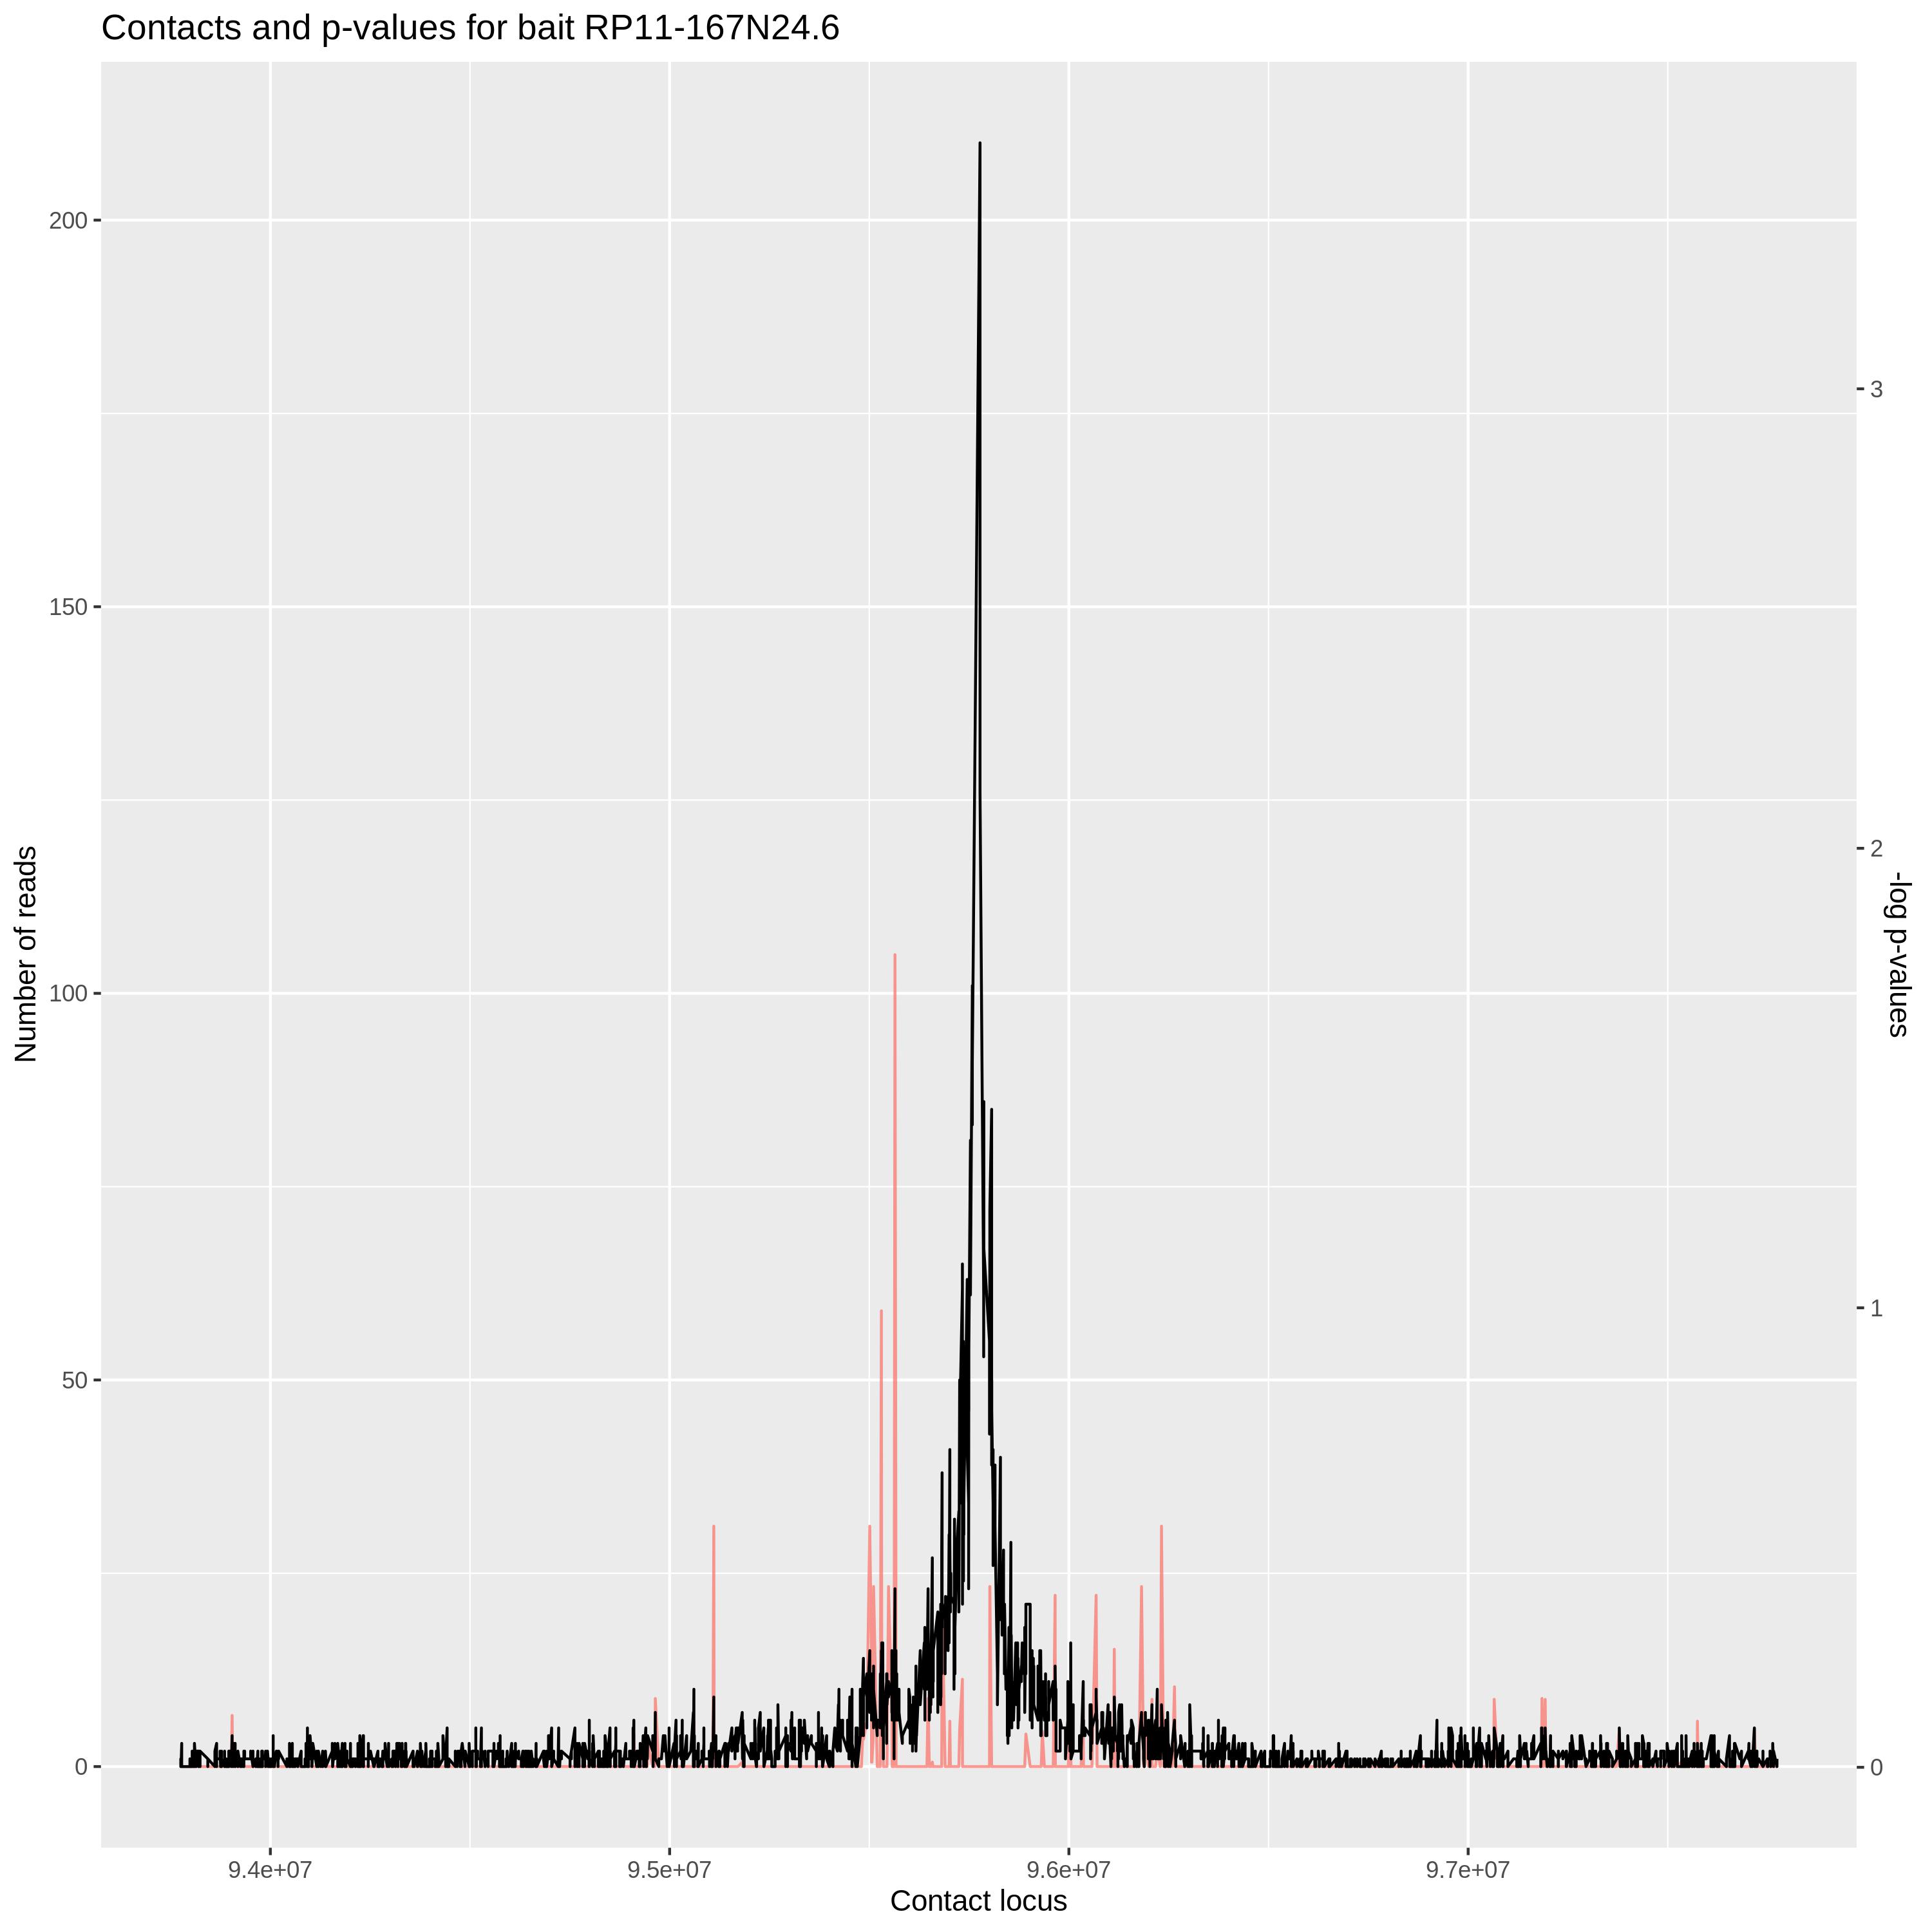 Contacts and p-values for bait RP11-167N24.6
200
150
100
50
0
Number of reads
3
2
1
0
-log p-values
9.4e+07
9.5e+07
9.6e+07
9.7e+07
Contact locus